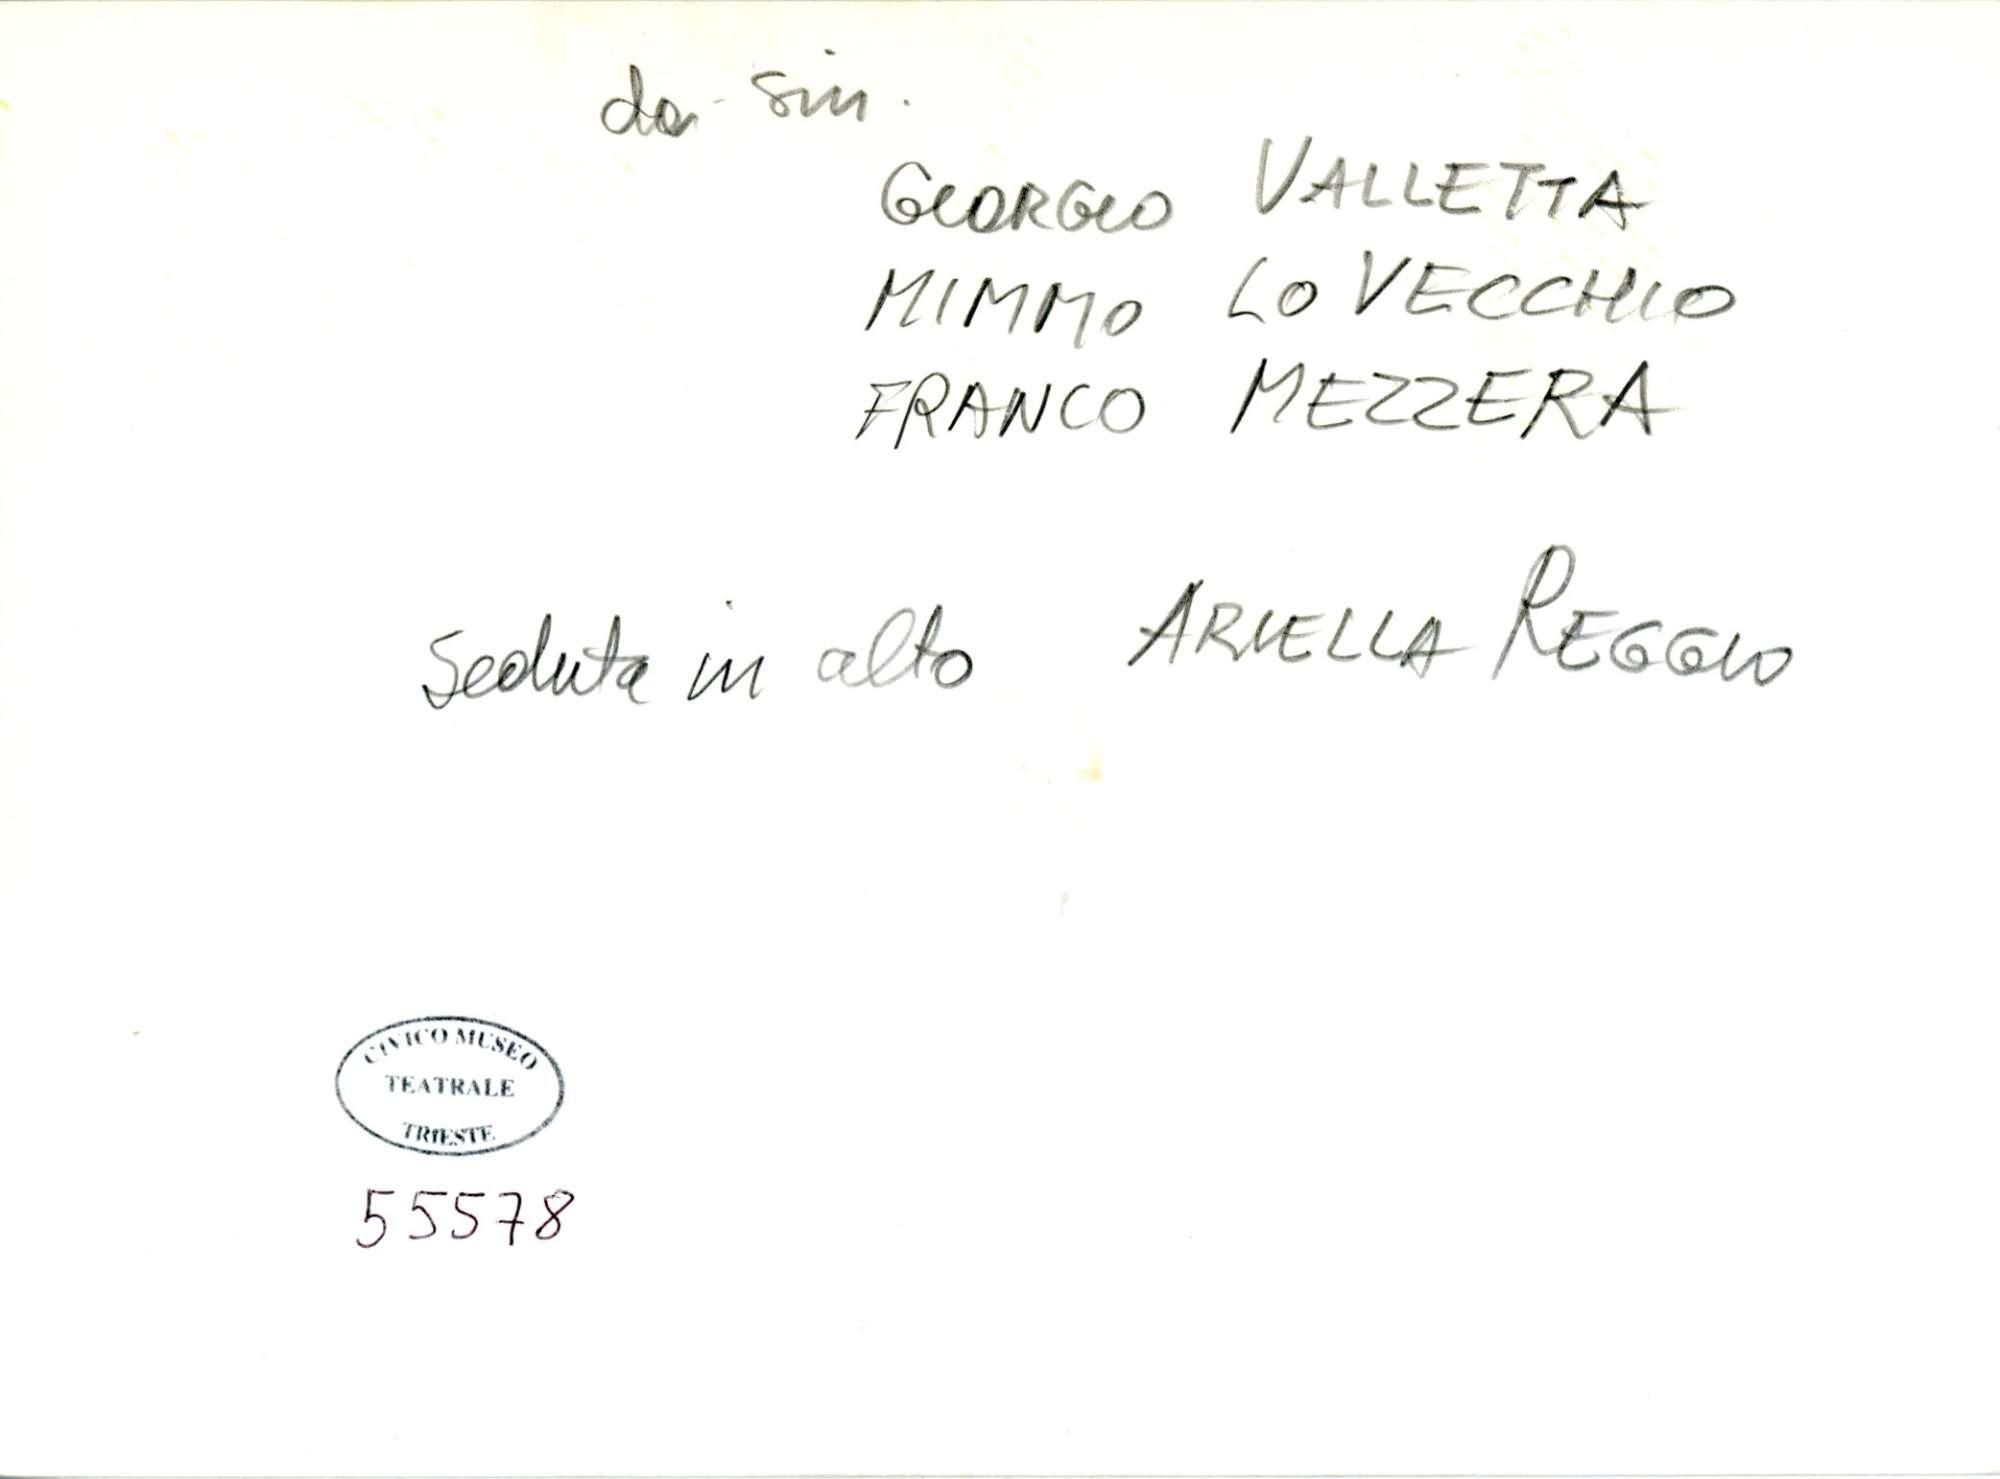 da sin.
GIORGIO VALLETTA
MIMMO LO VECCHIO
FRANCO MEZZERA
Seduta in alto ARIELLA REGGIO
CIVICO MUSEO
TEATRALE
TRIESTE
55578